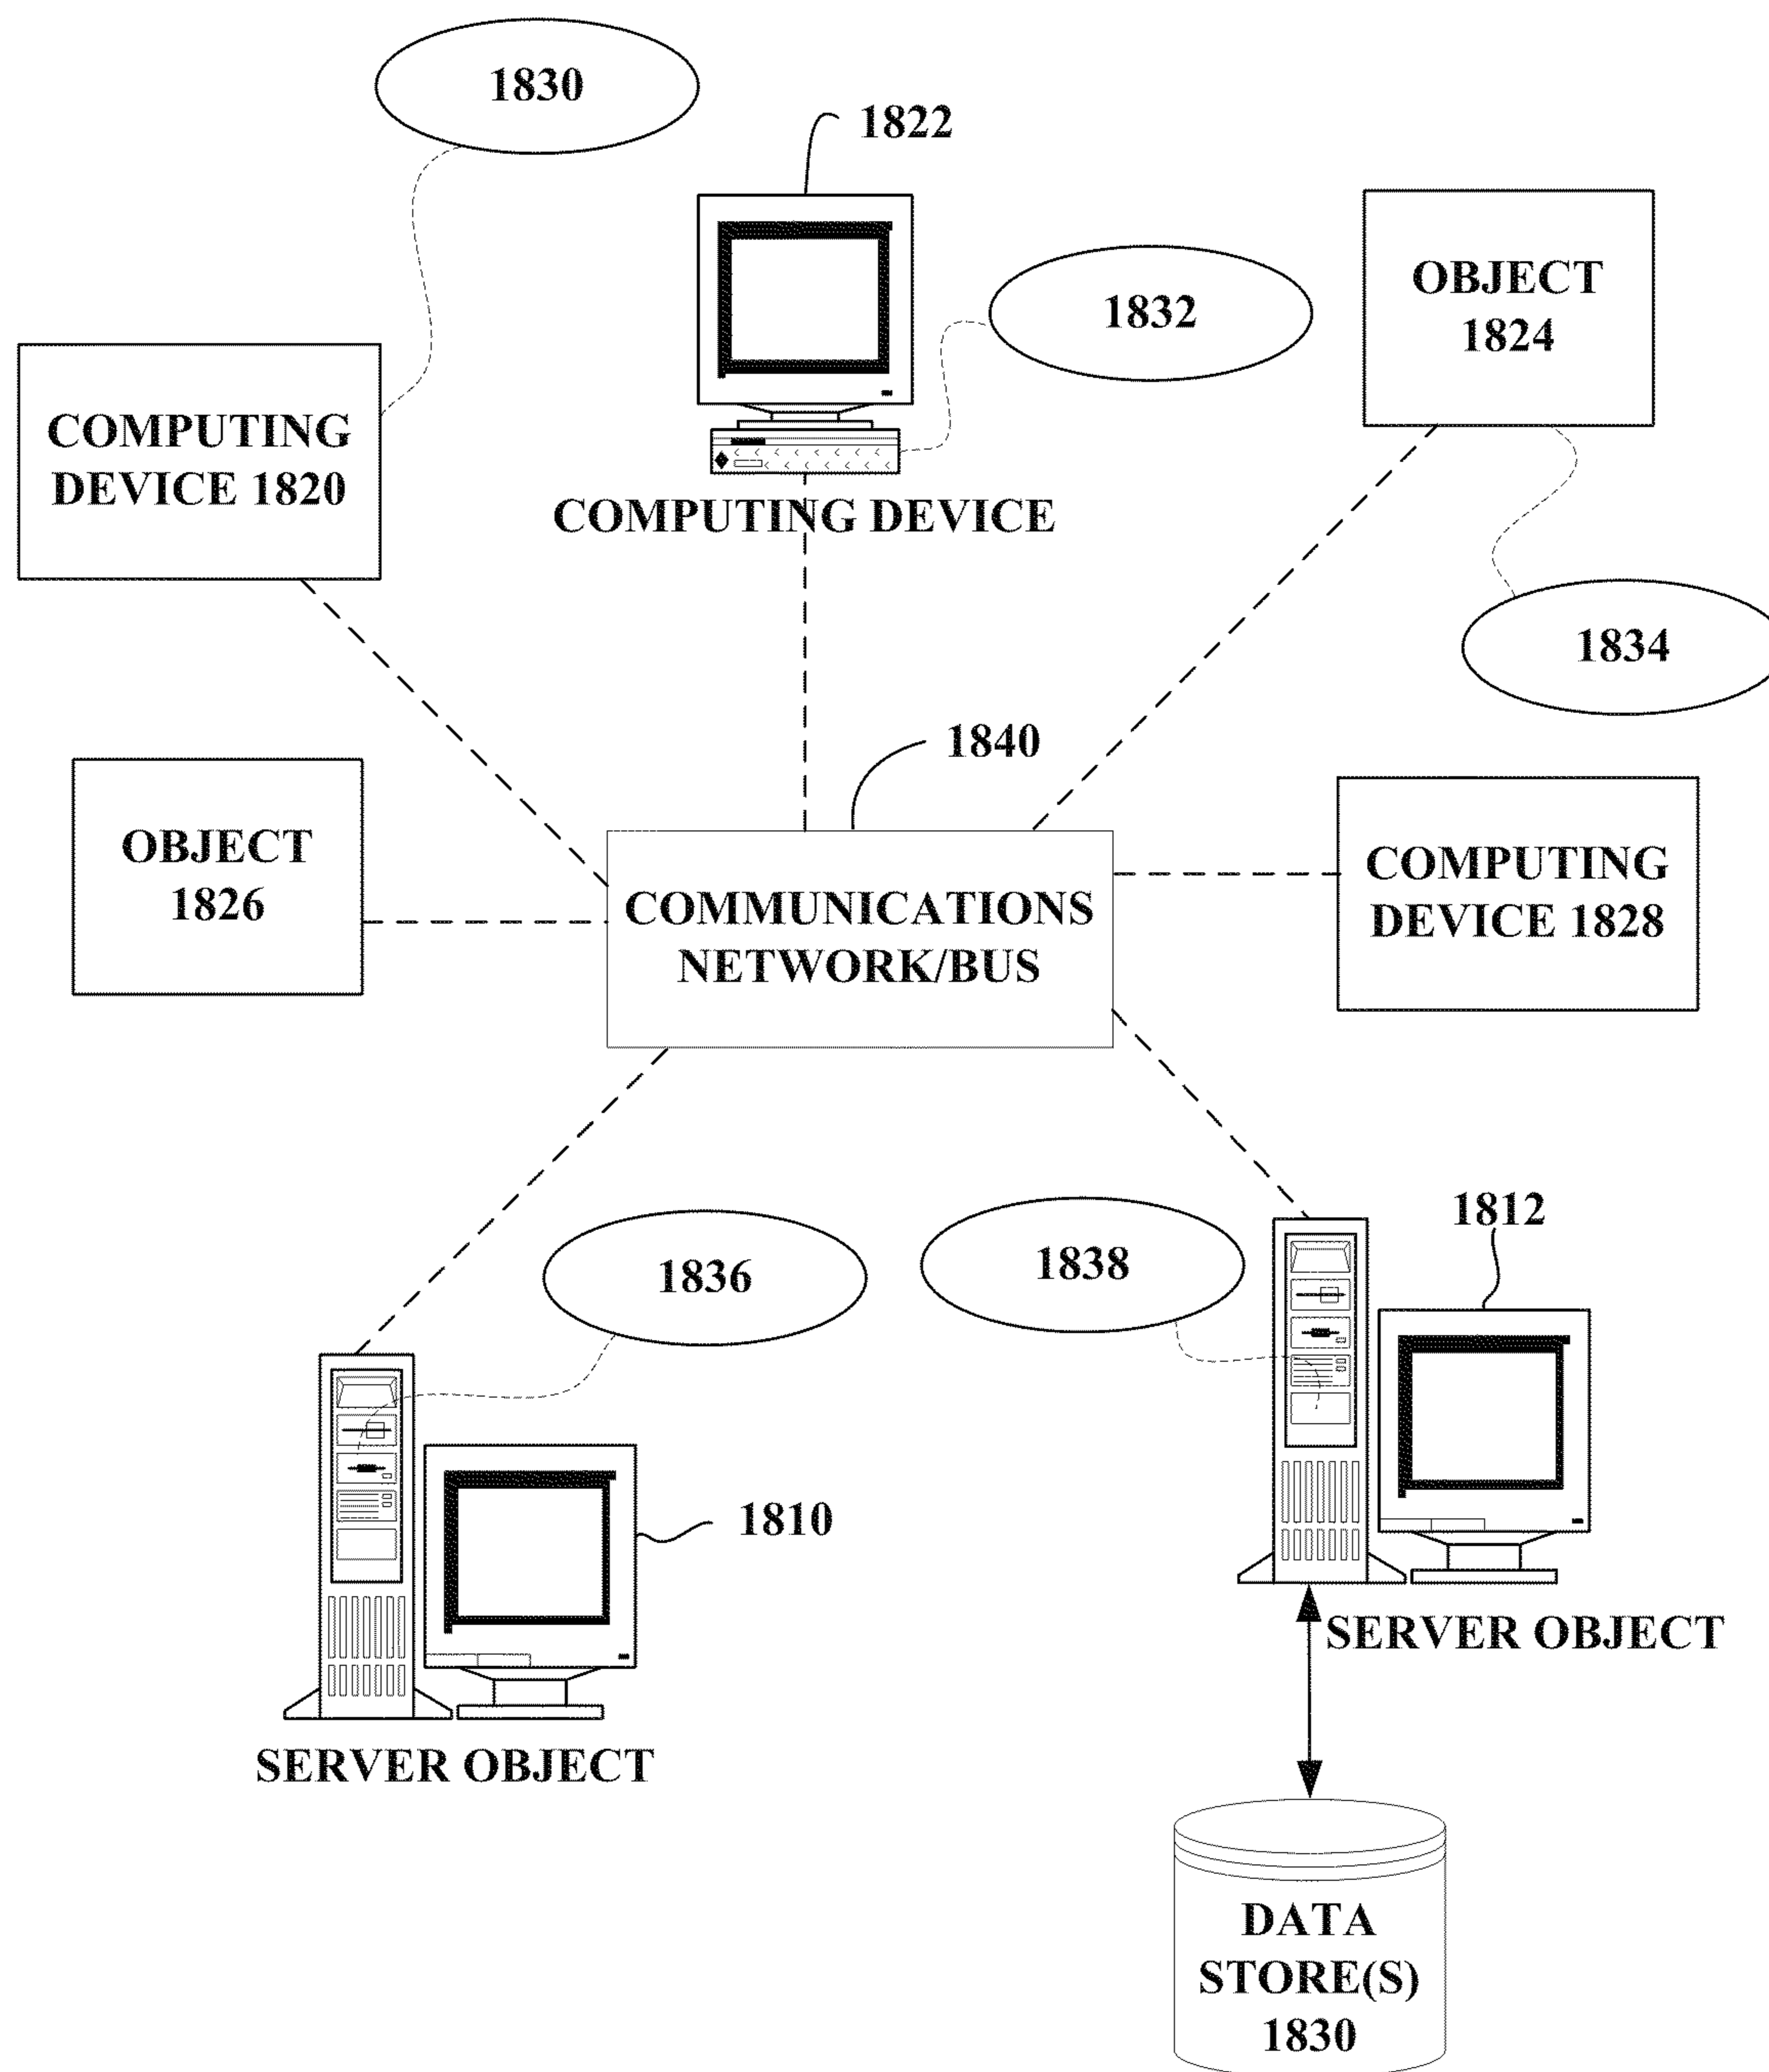 1830
1822
1832
OBJECT
1824
COMPUTING
DEVICE 1820
COMPUTING DEVICE
1834
1840
OBJECT
1826
COMMUNICATIONS
NETWORK/BUS
COMPUTING
DEVICE 1828
1836
1838
1812
1810
SERVER OBJECT
SERVER OBJECT
DATA
STORE(S)
1830